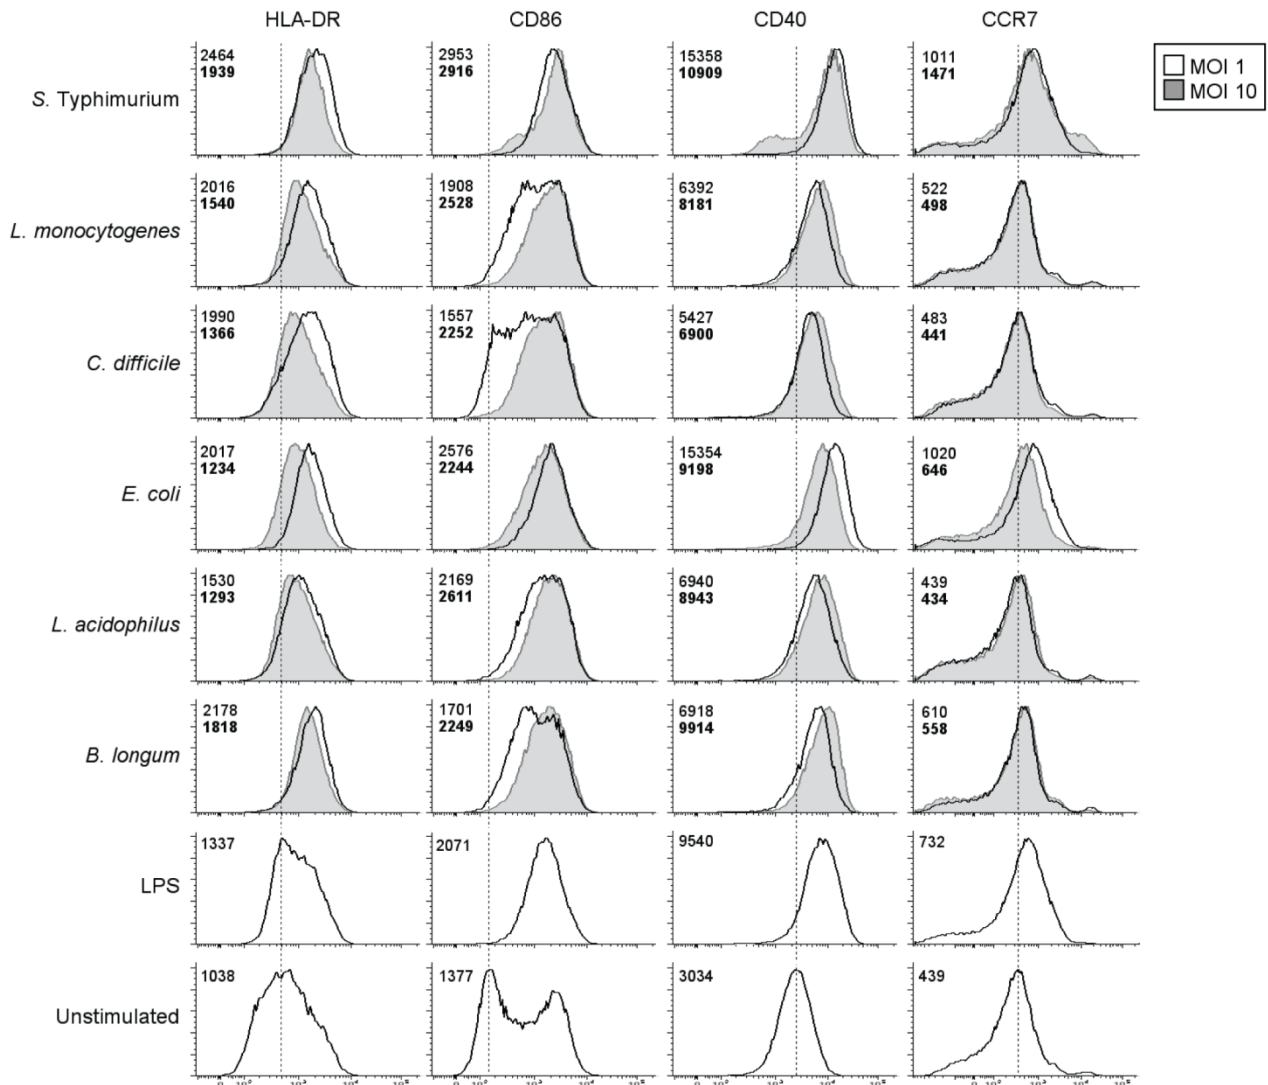 HLA-DR CD86 CD40 CCR7
MOI 1
MOI 10
S. Typhimurium
2464 2953 15358 1011
1939 2916 10909 1471
L. monocytogenes
2016 1908 6392 522
1540 2528 8181 498
C. difficile
1990 1557 5427 483
1366 2252 6900 441
E. coli
2017 2576 15354 1020
1234 2244 9198 646
L. acidophilus
1530 2169 6940 439
1293 2611 8943 434
B. longum
2178 1701 6918 610
1818 2249 9914 558
LPS
1337 2071 9540 732
Unstimulated
1038 1377 3034 439